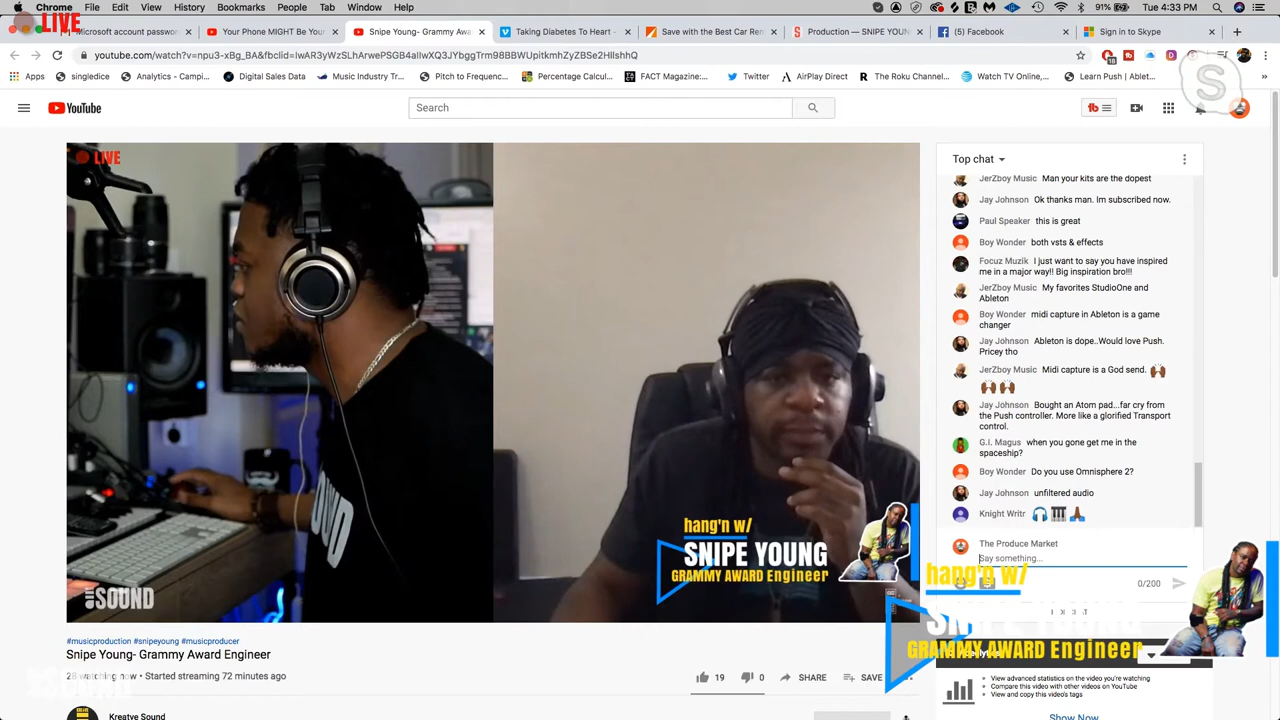 Chrome File Edit View History Bookmarks People Tab Window Help
91% Tue 4:33 PM
LIVE
Microsoft account passwo
Your Phone MIGHT Be Your
Snipe Young- Grammy Awar
Taking Diabetes To Heart -
Save with the Best Car Ren
Production — SNIPE YOUN
(1) Facebook
Sign in to Skype
Apps
singledice
Analytics - Campai...
Digital Sales Data
Music Industry Tr...
Pitch to Frequenc...
Percentage Calcul...
FACT Magazine:...
Twitter
AirPlay Direct
The Roku Channel...
Watch TV Online,...
Learn Push | Ablet...
YouTube
Search
Top chat
LIVE
JerZboy Music Man your kits are the dopest
Jay Johnson Ok thanks man. Im subscribed now.
Paul Speaker this is great
Boy Wonder both vsts & effects
Focuz Muzik I just want to say you have inspired
me in a major way!! Big inspiration bro!!!
JerZboy Music My favorites StudioOne and
Ableton
Boy Wonder midi capture in Ableton is a game
changer
Jay Johnson Ableton is dope..Would love Push.
Pricey tho
JerZboy Music Midi capture is a God send. 🙌🏾
🙌🏾 🙌🏾
Jay Johnson Bought an Atom pad...far cry from
the Push controller. More like a glorified Transport
control.
G.I. Magus when you gone get me in the
spaceship?
Boy Wonder Do you use Omnisphere 2?
Jay Johnson unfiltered audio
Knight Writr 🎧 🎹 🙏🏾
The Produce Market
Say something...
0/200
hang'n w/
SNIPE YOUNG
GRAMMY AWARD Engineer
SOUND
hang'n w/
SNIPE YOUNG
GRAMMY AWARD Engineer
#musicproduction #snipeyoung #musicproducer
Snipe Young- Grammy Award Engineer
28 watching now • Started streaming 72 minutes ago
19
0
SHARE
SAVE
SOUND
Kreatve Sound
View advanced statistics on the video you're watching
Compare this video with other videos on YouTube
View and copy this video's tags
Show Now